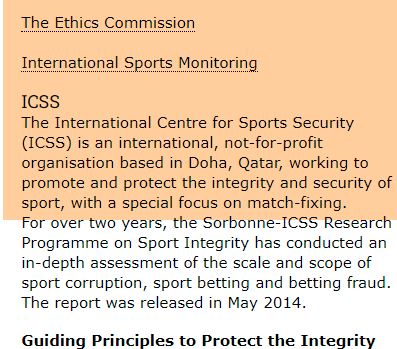 The Ethics Commission
International Sports Monitoring
ICSS
The International Centre for Sports Security
(ICSS) is an international, not-for-profit
organisation based in Doha, Qatar, working to
promote and protect the integrity and security of
sport, with a special focus on match-fixing.
For over two years, the Sorbonne-ICSS Research
Programme on Sport Integrity has conducted an
in-depth assessment of the scale and scope of
sport corruption, sport betting and betting fraud.
The report was released in May 2014.
Guiding Principles to Protect the Integrity